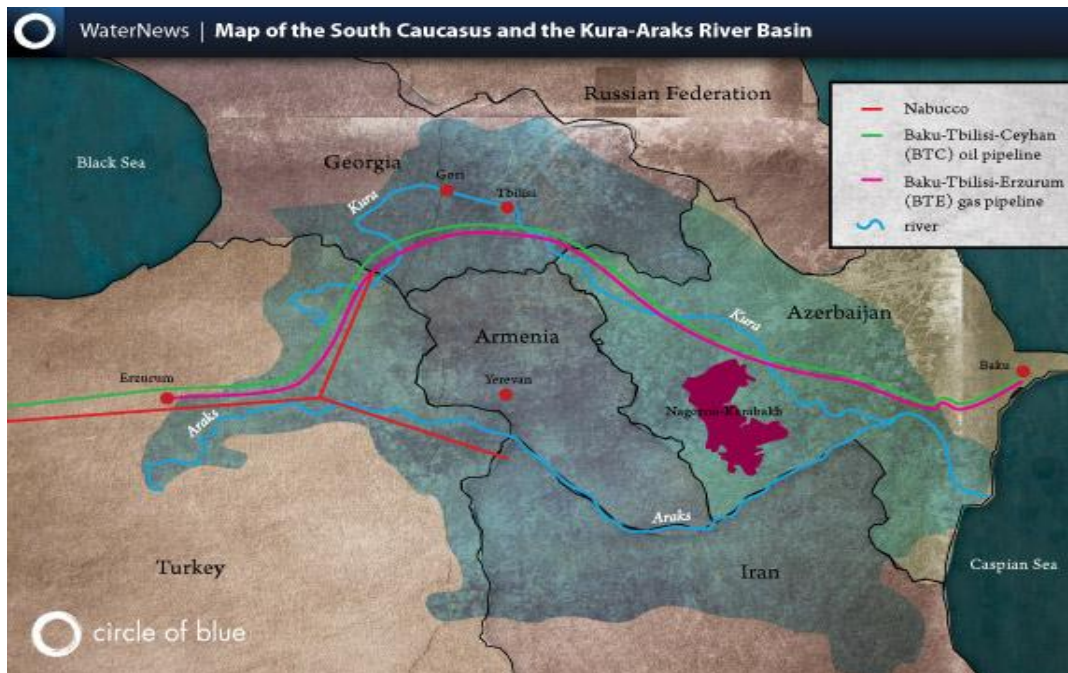 WaterNews | Map of the South Caucasus and the Kura-Araks River Basin
Russian Federation
Nabucco
Baku-Tbilisi-Ceyhan
(BTC) oil pipeline
Baku-Tbilisi-Erzurum
(BTE) gas pipeline
river
Black Sea
Georgia
Gori
Tbilisi
Kura
Azerbaijan
Kura
Armenia
Baku
Erzurum
Yerevan
Nagorno-Karabakh
Araks
Araks
Turkey
Iran
Caspian Sea
circle of blue